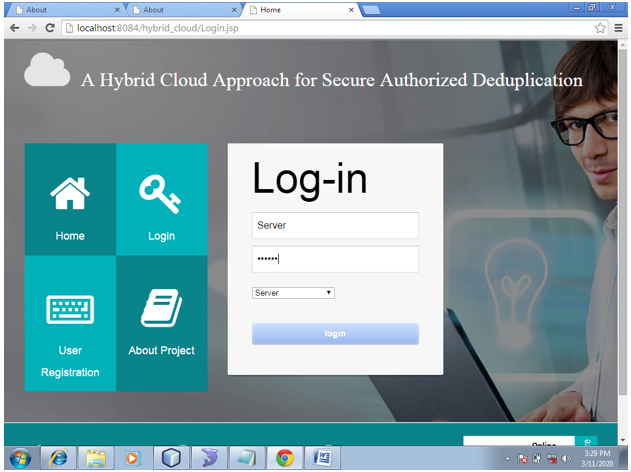 About
About
Home
localhost:8084/hybrid_cloud/Login.jsp
A Hybrid Cloud Approach for Secure Authorized Deduplication
Home
Login
User
Registration
About Project
Log-in
Server
••••••
Server
login
Online
3:29 PM
3/11/2020